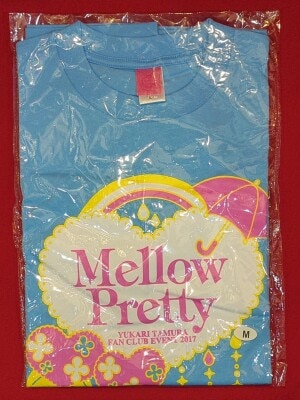 Mellow
Pretty
YUKARI TAMURA
FAN CLUB EVENT 2017
M